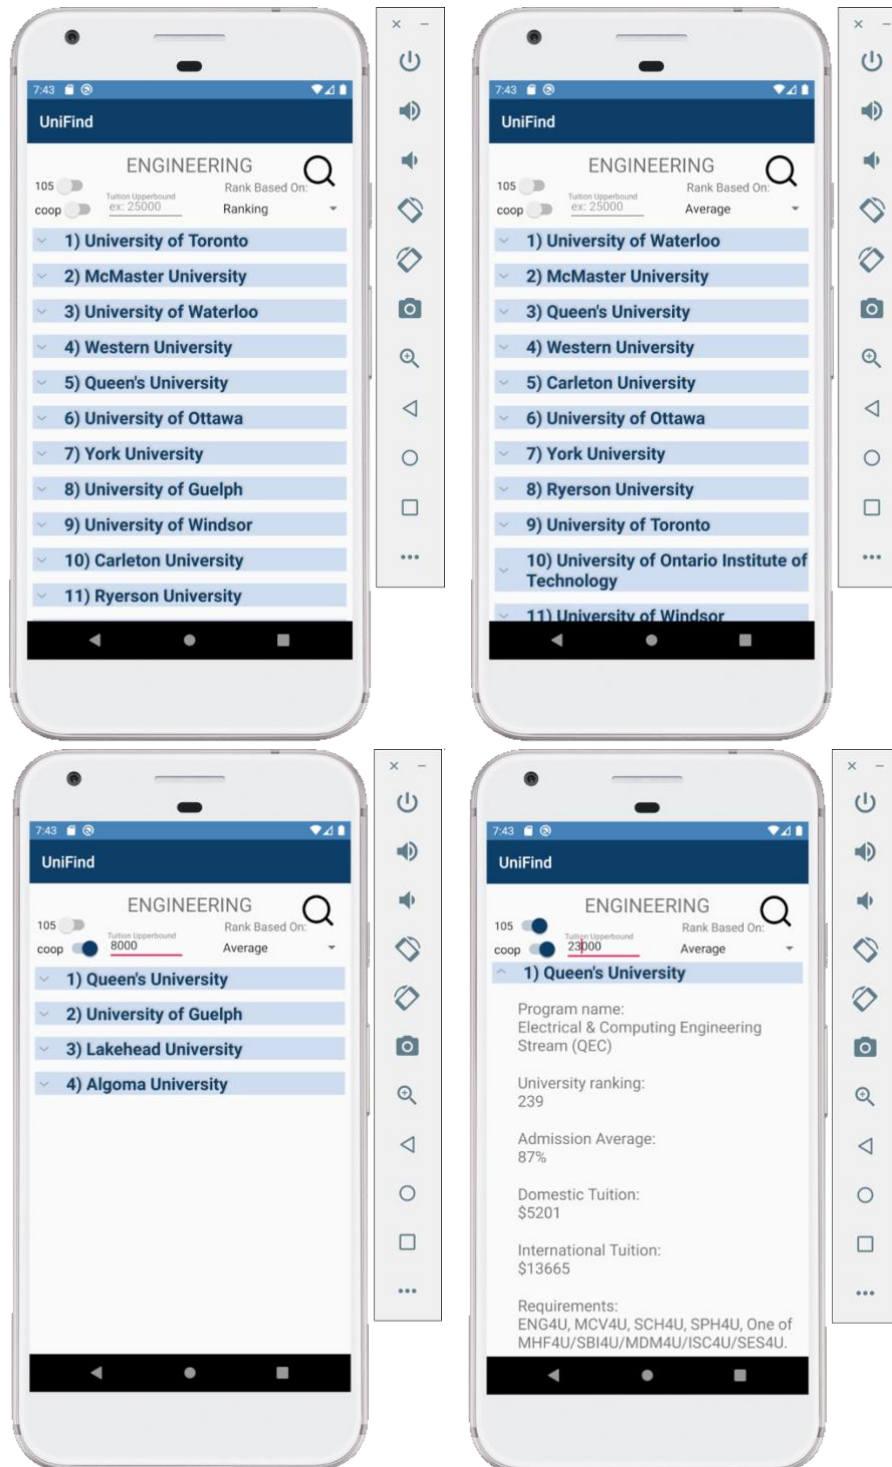 7:43
UniFind
ENGINEERING
105
Rank Based On:
Tuition Upperbound
coop
ex: 25000
Ranking
1) University of Toronto
2) McMaster University
3) University of Waterloo
4) Western University
5) Queen's University
6) University of Ottawa
7) York University
8) University of Guelph
9) University of Windsor
10) Carleton University
11) Ryerson University
7:43
UniFind
ENGINEERING
105
Rank Based On:
Tuition Upperbound
coop
ex: 25000
Average
1) University of Waterloo
2) McMaster University
3) Queen's University
4) Western University
5) Carleton University
6) University of Ottawa
7) York University
8) Ryerson University
9) University of Toronto
10) University of Ontario Institute of
Technology
11) University of Windsor
7:43
UniFind
ENGINEERING
105
Rank Based On:
Tuition Upperbound
coop
8000
Average
1) Queen's University
2) University of Guelph
3) Lakehead University
4) Algoma University
7:43
UniFind
ENGINEERING
105
Rank Based On:
Tuition Upperbound
coop
23000
Average
1) Queen's University
Program name:
Electrical & Computing Engineering
Stream (QEC)
University ranking:
239
Admission Average:
87%
Domestic Tuition:
$5201
International Tuition:
$13665
Requirements:
ENG4U, MCV4U, SCH4U, SPH4U, One of
MHF4U/SBI4U/MDM4U/ISC4U/SES4U.